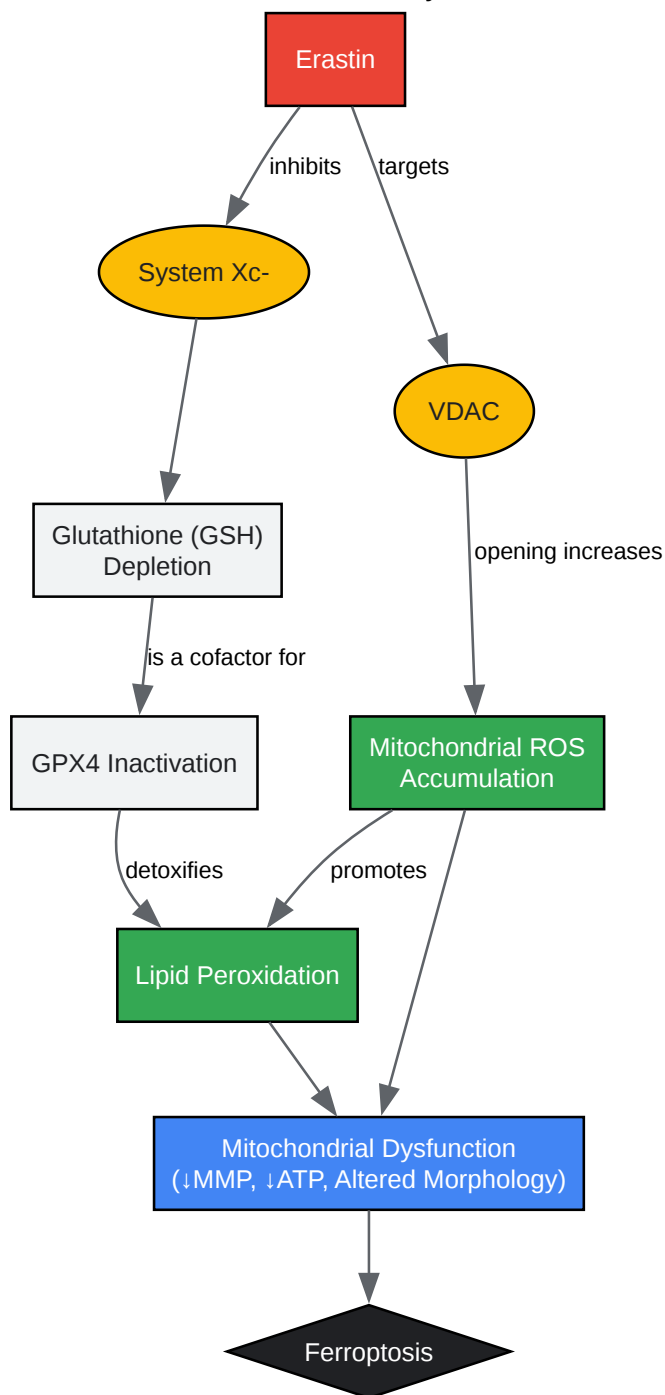 Erastin
inhibits
targets
System Xc-
VDAC
Glutathione (GSH)
Depletion
opening increases
is a cofactor for
GPX4 Inactivation
Mitochondrial ROS
Accumulation
detoxifies
promotes
Lipid Peroxidation
Mitochondrial Dysfunction
(↓MMP, ↓ATP, Altered Morphology)
Ferroptosis